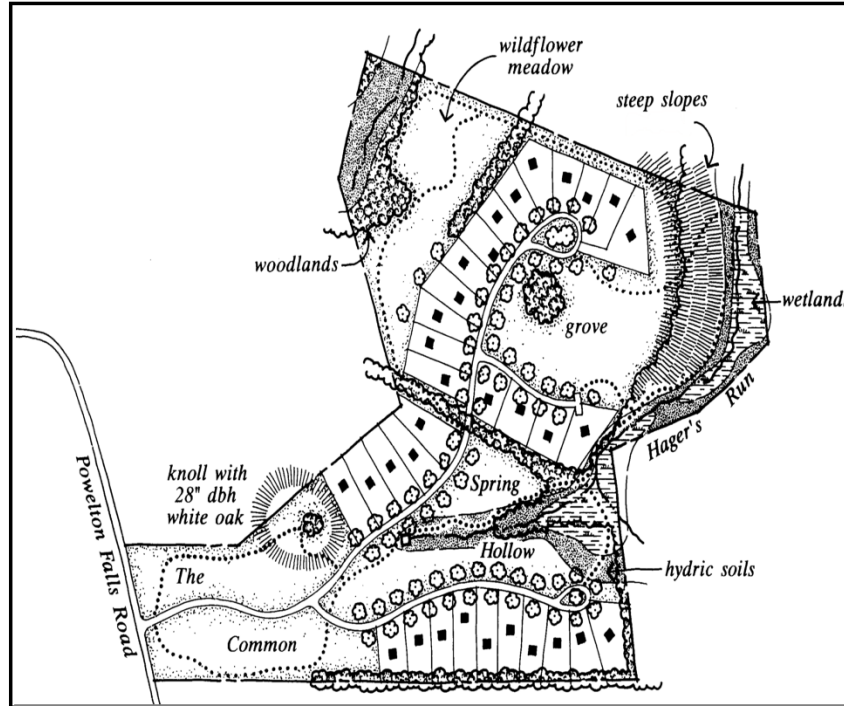 wildflower
meadow
steep slopes
woodlands
wetlands
grove
Hager's
Run
Powelton Falls Road
knoll with
28" dbh
white oak
Spring
Hollow
The
Common
hydric soils